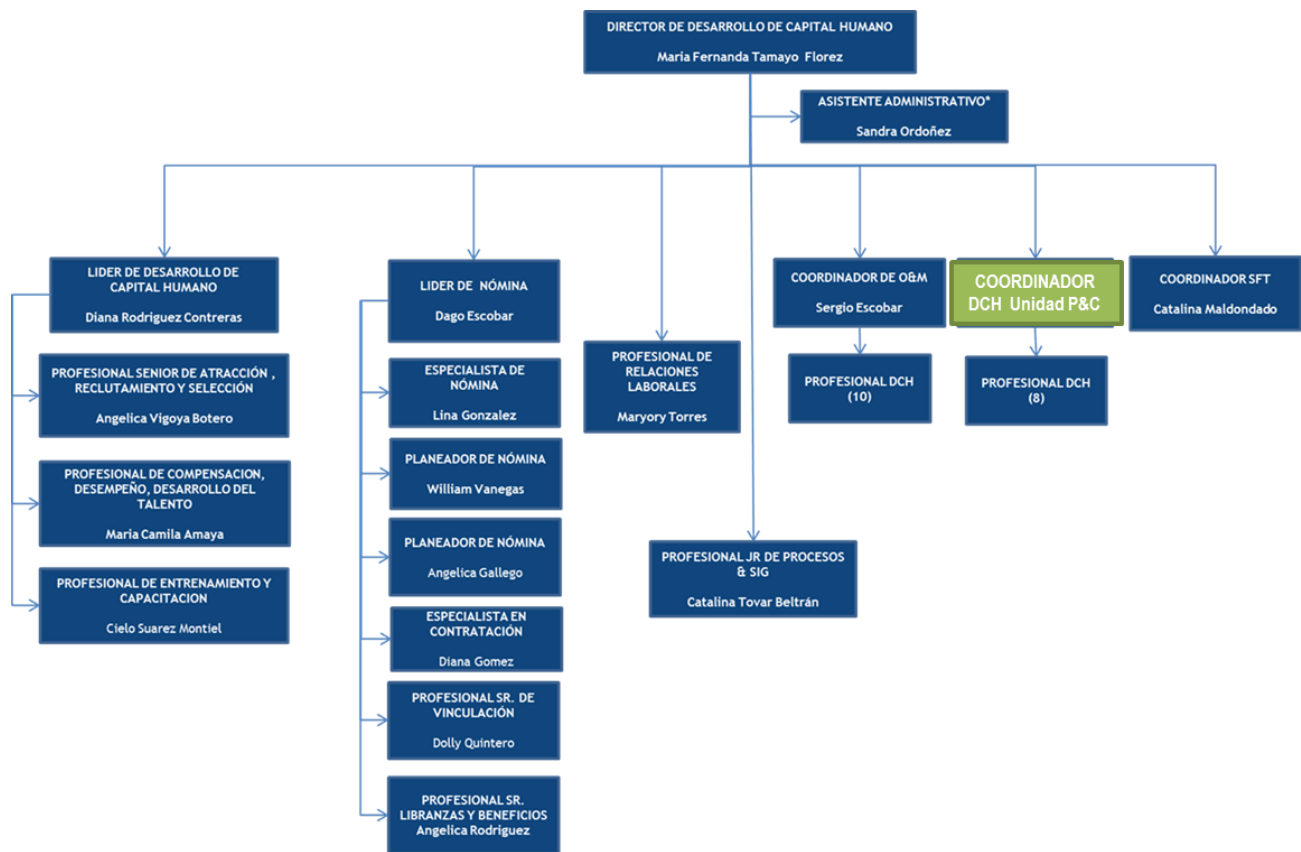 DIRECTOR DE DESARROLLO DE CAPITAL HUMANO
Maria Fernanda Tamayo Florez
ASISTENTE ADMINISTRATIVO*
Sandra Ordoñez
LIDER DE DESARROLLO DE
CAPITAL HUMANO
Diana Rodriguez Contreras
PROFESIONAL SENIOR DE ATRACCIÓN ,
RECLUTAMIENTO Y SELECCIÓN
Angelica Vigoya Botero
PROFESIONAL DE COMPENSACION,
DESEMPEÑO, DESARROLLO DEL
TALENTO
Maria Camila Amaya
PROFESIONAL DE ENTRENAMIENTO Y
CAPACITACION
Cielo Suarez Montiel
LIDER DE NÓMINA
Dago Escobar
ESPECIALISTA DE
NÓMINA
Lina Gonzalez
PLANEADOR DE NÓMINA
William Vanegas
PLANEADOR DE NÓMINA
Angelica Gallego
ESPECIALISTA EN
CONTRATACIÓN
Diana Gomez
PROFESIONAL SR. DE
VINCULACIÓN
Dolly Quintero
PROFESIONAL SR.
LIBRANZAS Y BENEFICIOS
Angelica Rodriguez
PROFESIONAL DE
RELACIONES
LABORALES
Maryory Torres
PROFESIONAL JR DE PROCESOS
& SIG
Catalina Tovar Beltrán
COORDINADOR DE O&M
Sergio Escobar
PROFESIONAL DCH
(10)
COORDINADOR
DCH Unidad P&C
PROFESIONAL DCH
(8)
COORDINADOR SFT
Catalina Maldondado